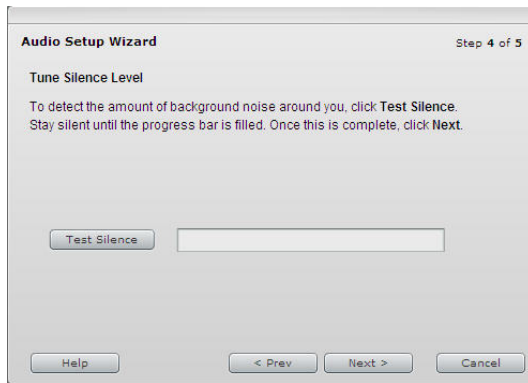 Audio Setup Wizard
Step 4 of 5
Tune Silence Level
To detect the amount of background noise around you, click Test Silence.
Stay silent until the progress bar is filled. Once this is complete, click Next.
Test Silence
Help
< Prev
Next >
Cancel